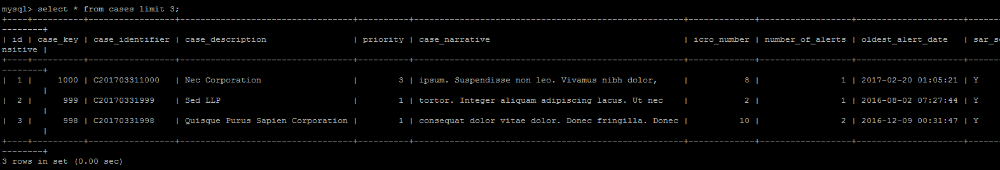 mysql> select * from cases limit 3;
+----+----------+-----------------+----------------------------------+----------+-----------------------------------------------------+-------------+------------------+---------------------+-------
--------+
| id | case_key | case_identifier | case_description                 | priority | case_narrative                                      | icro_number | number_of_alerts | oldest_alert_date   | sar_se
nsitive |
+----+----------+-----------------+----------------------------------+----------+-----------------------------------------------------+-------------+------------------+---------------------+-------
--------+
|  1 |     1000 | C201703311000   | Nec Corporation                  |        3 | ipsum. Suspendisse non leo. Vivamus nibh dolor,     |           8 |                1 | 2017-02-20 01:05:21 | Y
        |
|  2 |      999 | C20170331999    | Sed LLP                          |        1 | tortor. Integer aliquam adipiscing lacus. Ut nec    |           2 |                1 | 2016-08-02 07:27:44 | Y
        |
|  3 |      998 | C20170331998    | Quisque Purus Sapien Corporation |        1 | consequat dolor vitae dolor. Donec fringilla. Donec |          10 |                2 | 2016-12-09 00:31:47 | Y
        |
+----+----------+-----------------+----------------------------------+----------+-----------------------------------------------------+-------------+------------------+---------------------+-------
--------+
3 rows in set (0.00 sec)